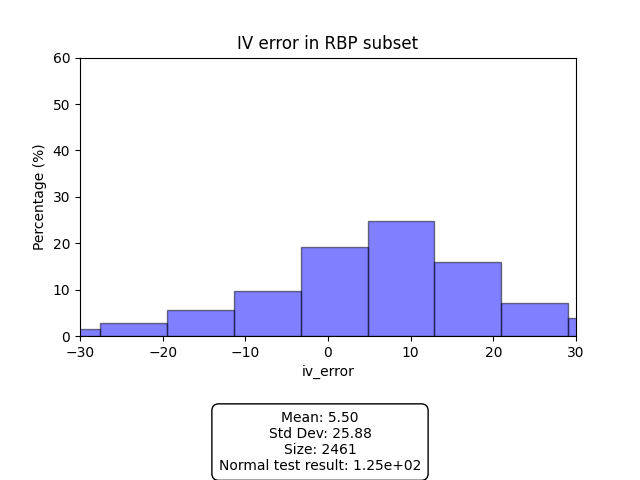 IV error in RBP subset
60
50
40
30
20
10
0
Percentage (%)
−30
−20
−10
0
10
20
30
iv_error
Mean: 5.50
Std Dev: 25.88
Size: 2461
Normal test result: 1.25e+02